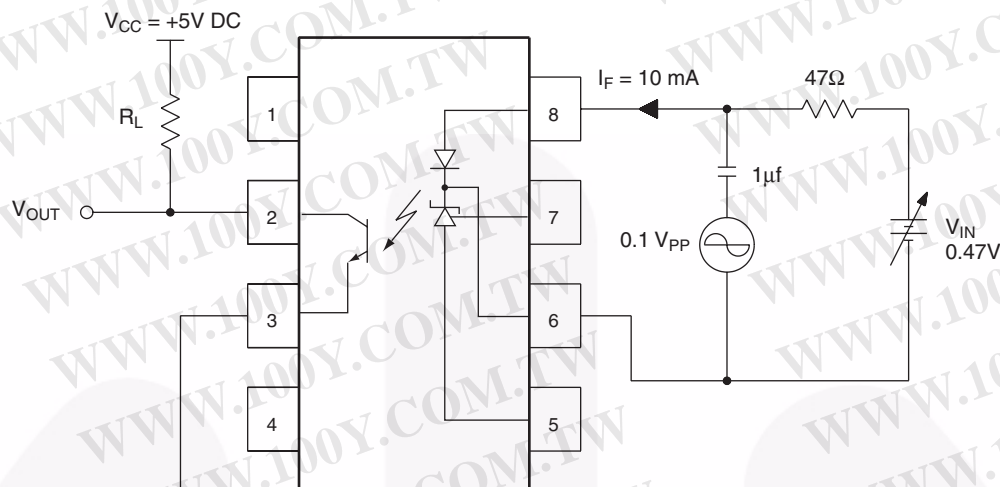 V_CC = +5V DC
R_L
V_OUT
1
2
3
4
8
7
6
5
I_F = 10 mA
47Ω
1μf
0.1 V_PP
V_IN
0.47V
WWW.100Y.COM.TW